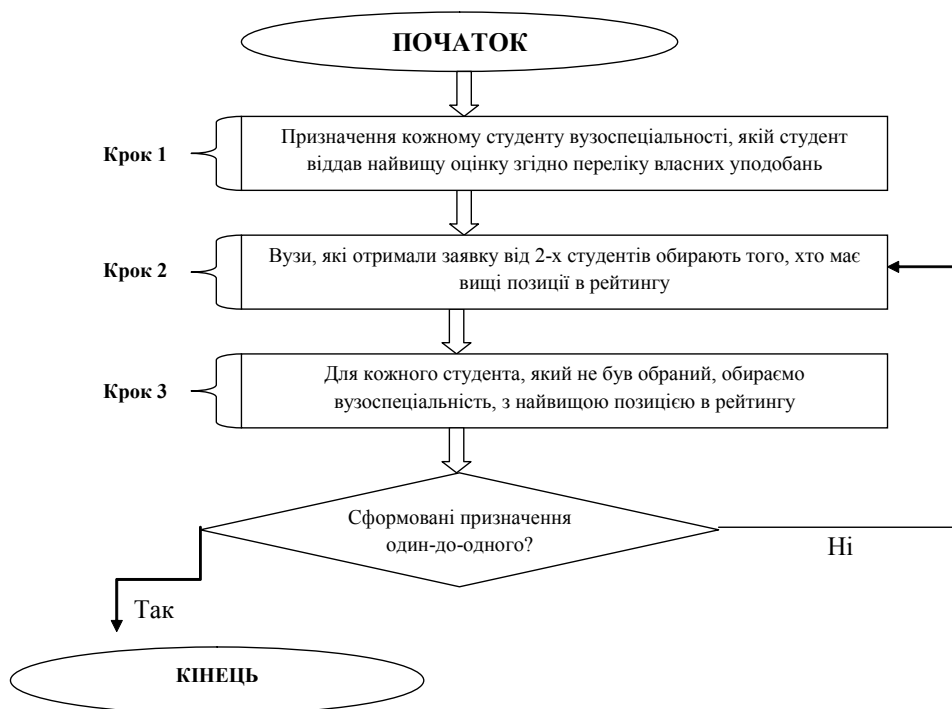 ПОЧАТОК
Крок 1
Призначення кожному студенту вузоспеціальності, якій студент
віддав найвищу оцінку згідно переліку власних уподобань
Крок 2
Вузи, які отримали заявку від 2-х студентів обирають того, хто має
вищі позиції в рейтингу
Крок 3
Для кожного студента, який не був обраний, обираємо
вузоспеціальність, з найвищою позицією в рейтингу
Сформовані призначення
один-до-одного?
Ні
Так
КІНЕЦЬ